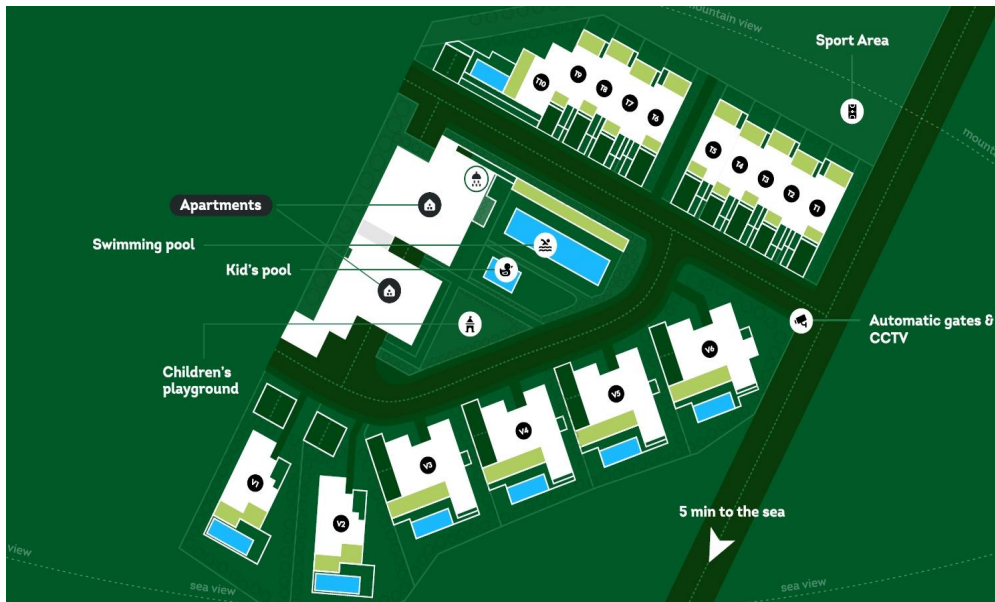 mountain view
Sport Area
T10
T9
T8
T7
T6
T5
T4
T3
T2
T1
mountain
Apartments
Swimming pool
Kid's pool
Automatic gates &
CCTV
Children's
playground
V6
V5
V4
V3
V1
V2
5 min to the sea
view
sea view
sea view